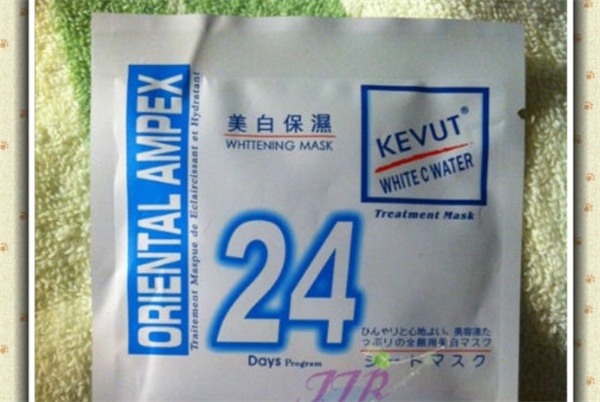 ORIENTAL AMPEX
Traitement Maspue de Eclaircissant et Hydratant
美白保濕
WHTTENING MASK
KEVUT®
WHITE C WATER
Treatment Mask
24
Days Program
ひんやりと心地よい、美容液た
っぷりの全顔用美白マスク
シートマスク
JJB